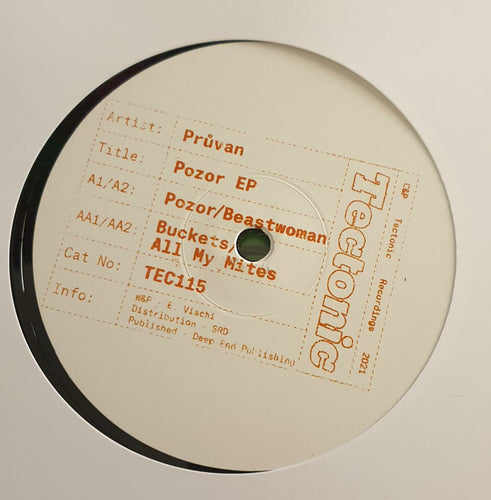 Artist: Průvan
Title: Pozor EP
A1/A2: Pozor/Beastwoman
AA1/AA2: Buckets/
All My Mites
Cat No: TEC115
Info: W&P . E. Vischi
Distribution . SRD
Published . Deep End Publishing
Tectonic
C&P Tectonic Recordings 2021